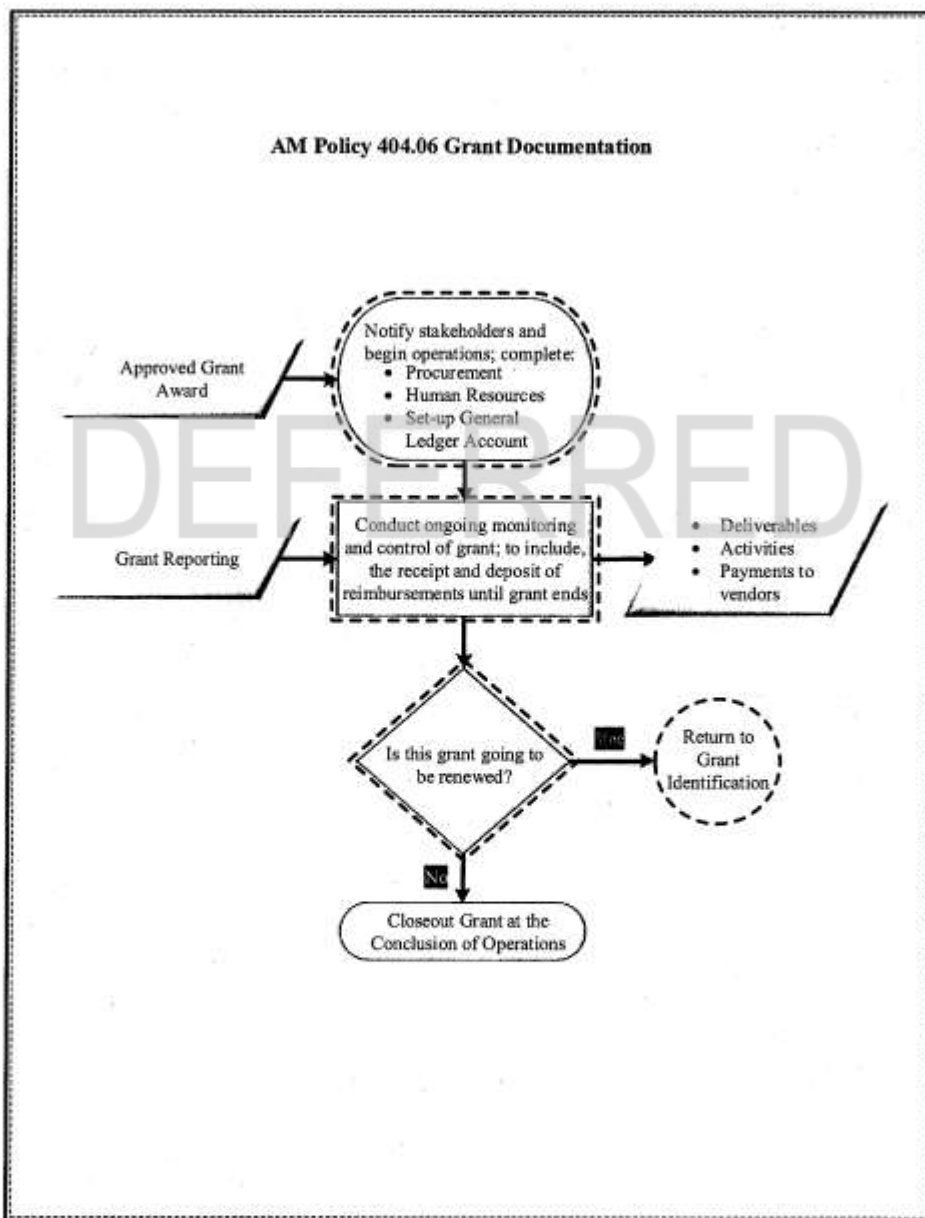 AM Policy 404.06 Grant Documentation
Notify stakeholders and
begin operations; complete:
• Procurement
• Human Resources
• Set-up General
Ledger Account
Approved Grant
Award
DEFERRED
Conduct ongoing monitoring
and control of grant; to include,
the receipt and deposit of
reimbursements until grant ends
Grant Reporting
• Deliverables
• Activities
• Payments to
vendors
Is this grant going to
be renewed?
Yes
Return to
Grant
Identification
No
Closeout Grant at the
Conclusion of Operations